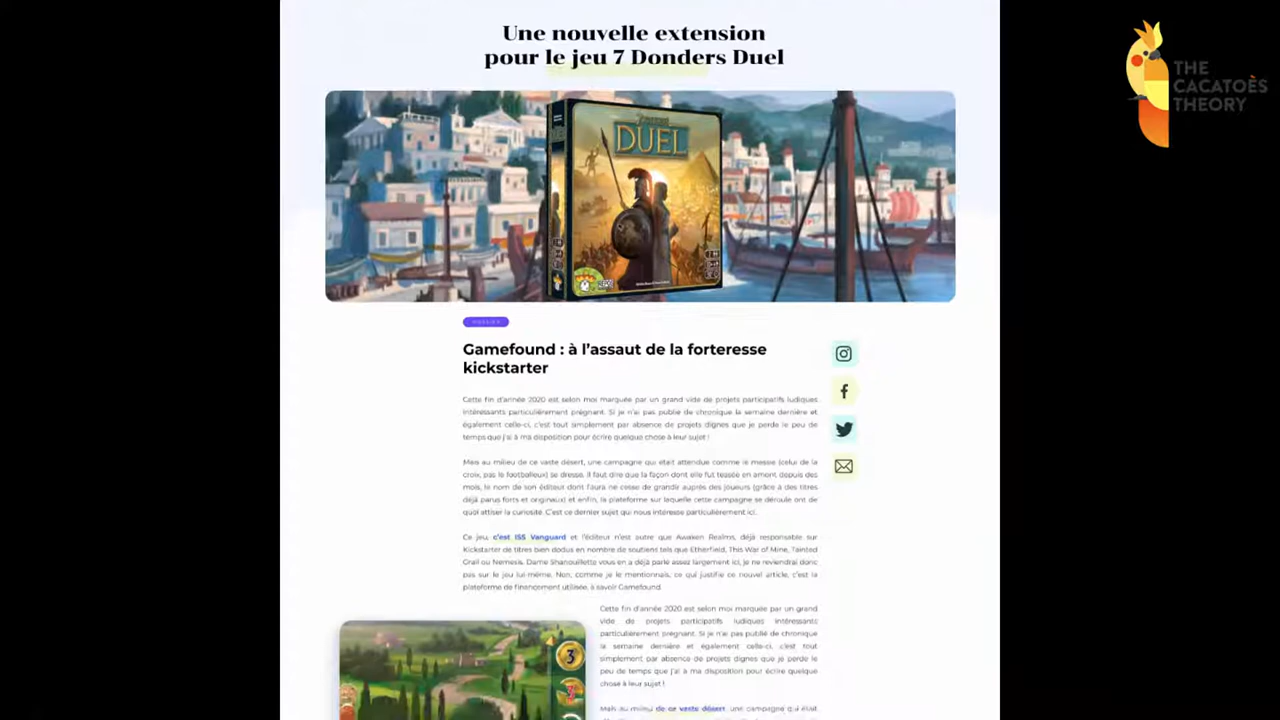 Une nouvelle extension
pour le jeu 7 Donders Duel
THE
CACATOÈS
THEORY
DUEL
Gamefound : à l'assaut de la forteresse
kickstarter
Cette fin d'année 2020 est selon moi marquée par un grand vide de projets participatifs ludiques
intéressants particulièrement prégnant. Si je n'ai pas publié de chronique la semaine dernière et
également celle-ci, c'est tout simplement par absence de projets dignes que je perde le peu de
temps que j'ai à ma disposition pour écrire quelque chose à leur sujet !
Mais au milieu de ce vaste désert, une campagne qui était attendue comme le messie (celui de la
croix, pas le footballeux) se dresse. Il faut dire que la façon dont elle fut teasée en amont depuis des
mois, le nom de son éditeur dont l'aura ne cesse de grandir auprès des joueurs (grâce à des titres
déjà parus forts et originaux) et enfin, la plateforme sur laquelle cette campagne se déroule ont de
quoi attiser la curiosité. C'est ce dernier sujet qui nous intéresse particulièrement ici.
Ce jeu, c'est ISS Vanguard et l'éditeur n'est autre que Awaken Realms, déjà responsable sur
Kickstarter de titres bien dodus en nombre de soutiens tels que Etherfield, This War of Mine, Tainted
Grail ou Nemesis. Dame Shanouillette vous en a déjà parlé assez largement ici, je ne reviendrai donc
pas sur le jeu lui-même. Non, comme je le mentionnais, ce qui justifie ce nouvel article, c'est la
plateforme de financement utilisée, à savoir Gamefound.
Cette fin d'année 2020 est selon moi marquée par un grand
vide de projets participatifs ludiques intéressants
particulièrement prégnant. Si je n'ai pas publié de chronique
la semaine dernière et également celle-ci, c'est tout
simplement par absence de projets dignes que je perde le
peu de temps que j'ai à ma disposition pour écrire quelque
chose à leur sujet !
Mais au milieu de ce vaste désert, une campagne qui était
3